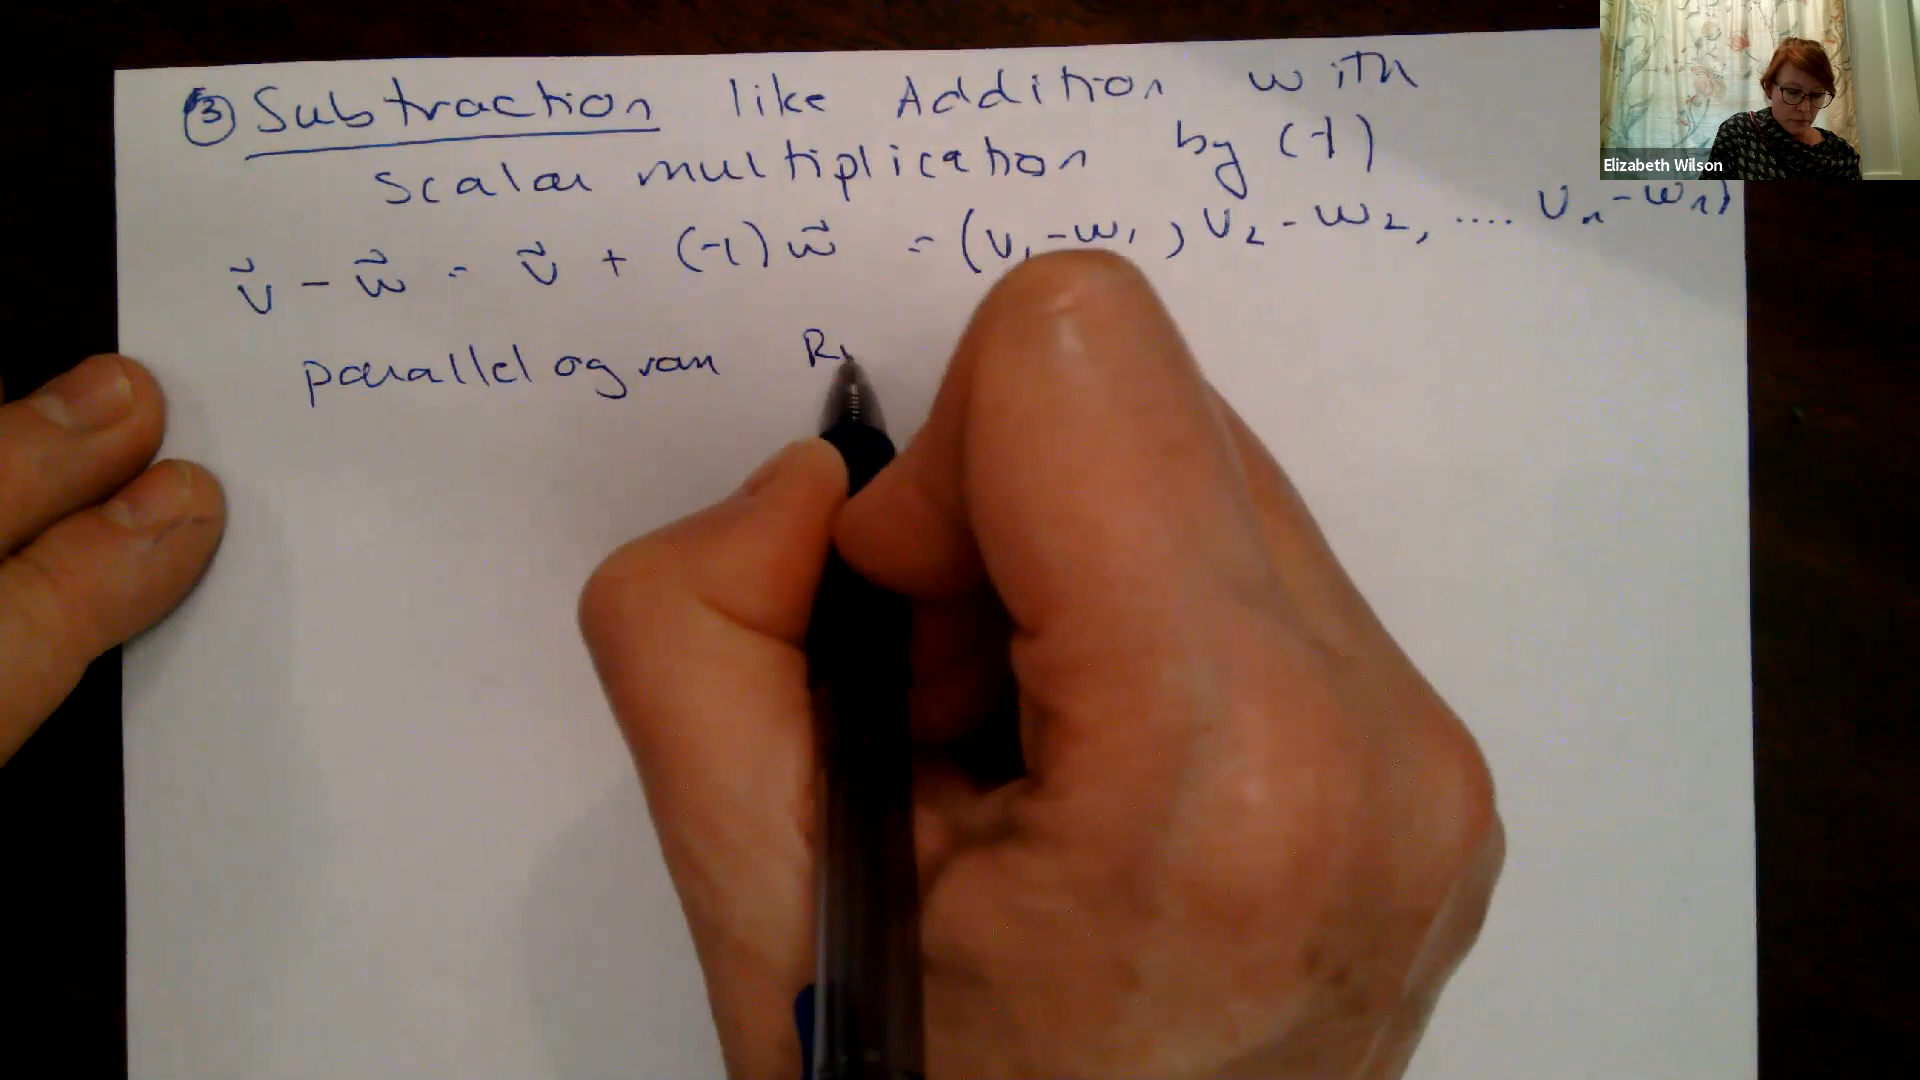 ③ Subtraction like Addition with
scalar multiplication by (-1)
v⃗ - w⃗ = v⃗ + (-1) w⃗ = (v₁-w₁, v₂-w₂, .... vₙ-wₙ)
parallelogram Ru
Elizabeth Wilson